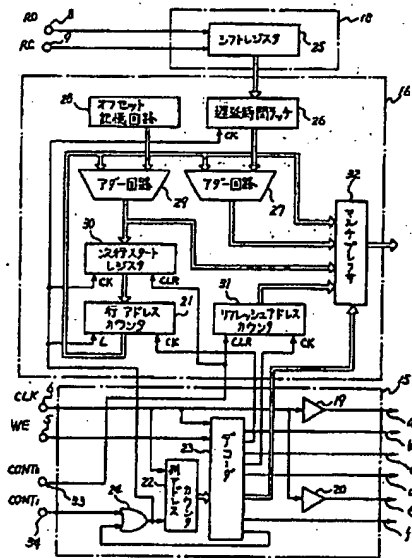 RD
8
18
RC
9
シフトレジスタ
25
16
28
オフセット
記憶回路
遅延時間ラッチ
26
CK
32
アダー回路
29
アダー回路
27
マルチプレクサ
30
次行スタート
レジスタ
CK
CLR
31
行アドレス
カウンタ
21
リフレッシュアドレス
カウンタ
L
CK
CLR
CK
15
CLK
4
19
WE
5
23
デコーダ
CONT0
33
24
22
列アドレス
カウンタ
20
CONT1
34